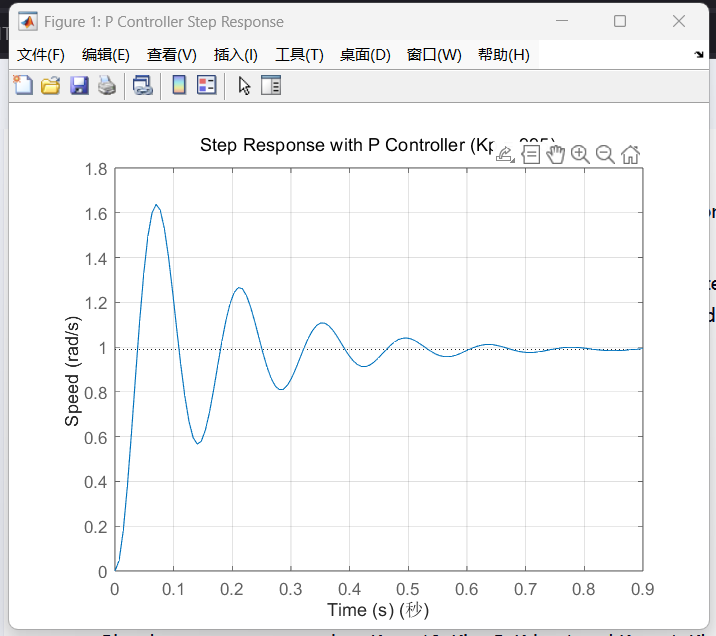 Figure 1: P Controller Step Response
文件(F) 编辑(E) 查看(V) 插入(I) 工具(T) 桌面(D) 窗口(W) 帮助(H)
Step Response with P Controller
1.8
1.6
1.4
1.2
1
0.8
0.6
0.4
0.2
0
Speed (rad/s)
0 0.1 0.2 0.3 0.4 0.5 0.6 0.7 0.8 0.9
Time (s) (秒)